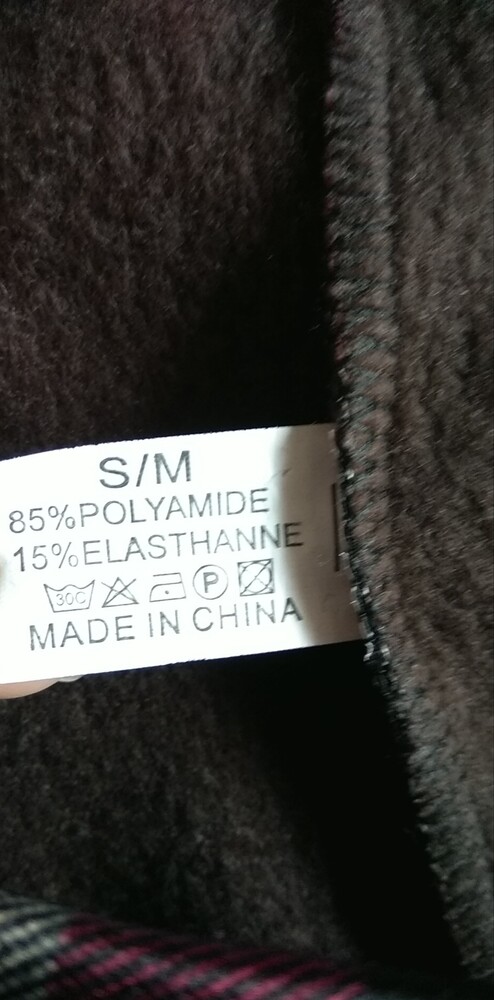 S/M
85%POLYAMIDE
15%ELASTHANNE
30C P
MADE IN CHINA